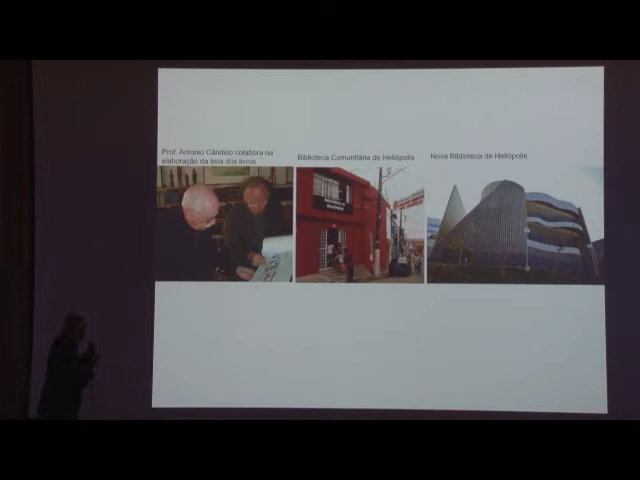 Prof. Antonio Cândido colabora na
elaboração da lista dos livros
Biblioteca Comunitária de Heliópolis
Nova Biblioteca de Heliópolis